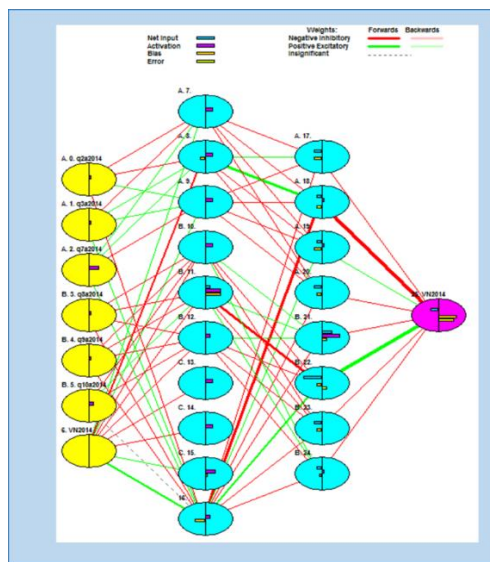 Net Input
Activation
Bias
Error
Weights: Forwards Backwards
Negative Inhibitory
Positive Excitatory
Insignificant
A. 7.
A. 8.
A. 9.
B. 10.
B. 11.
B. 12.
C. 13.
C. 14.
C. 15.
16.
A. 0. q2a2014
A. 1. q3a2014
A. 2. q7a2014
B. 3. q8a2014
B. 4. q9a2014
B. 5. q10a2014
6. VN2014
A. 17.
A. 18.
A. 19.
A. 20.
B. 21.
B. 22.
B. 23.
B. 24.
25. VN2014